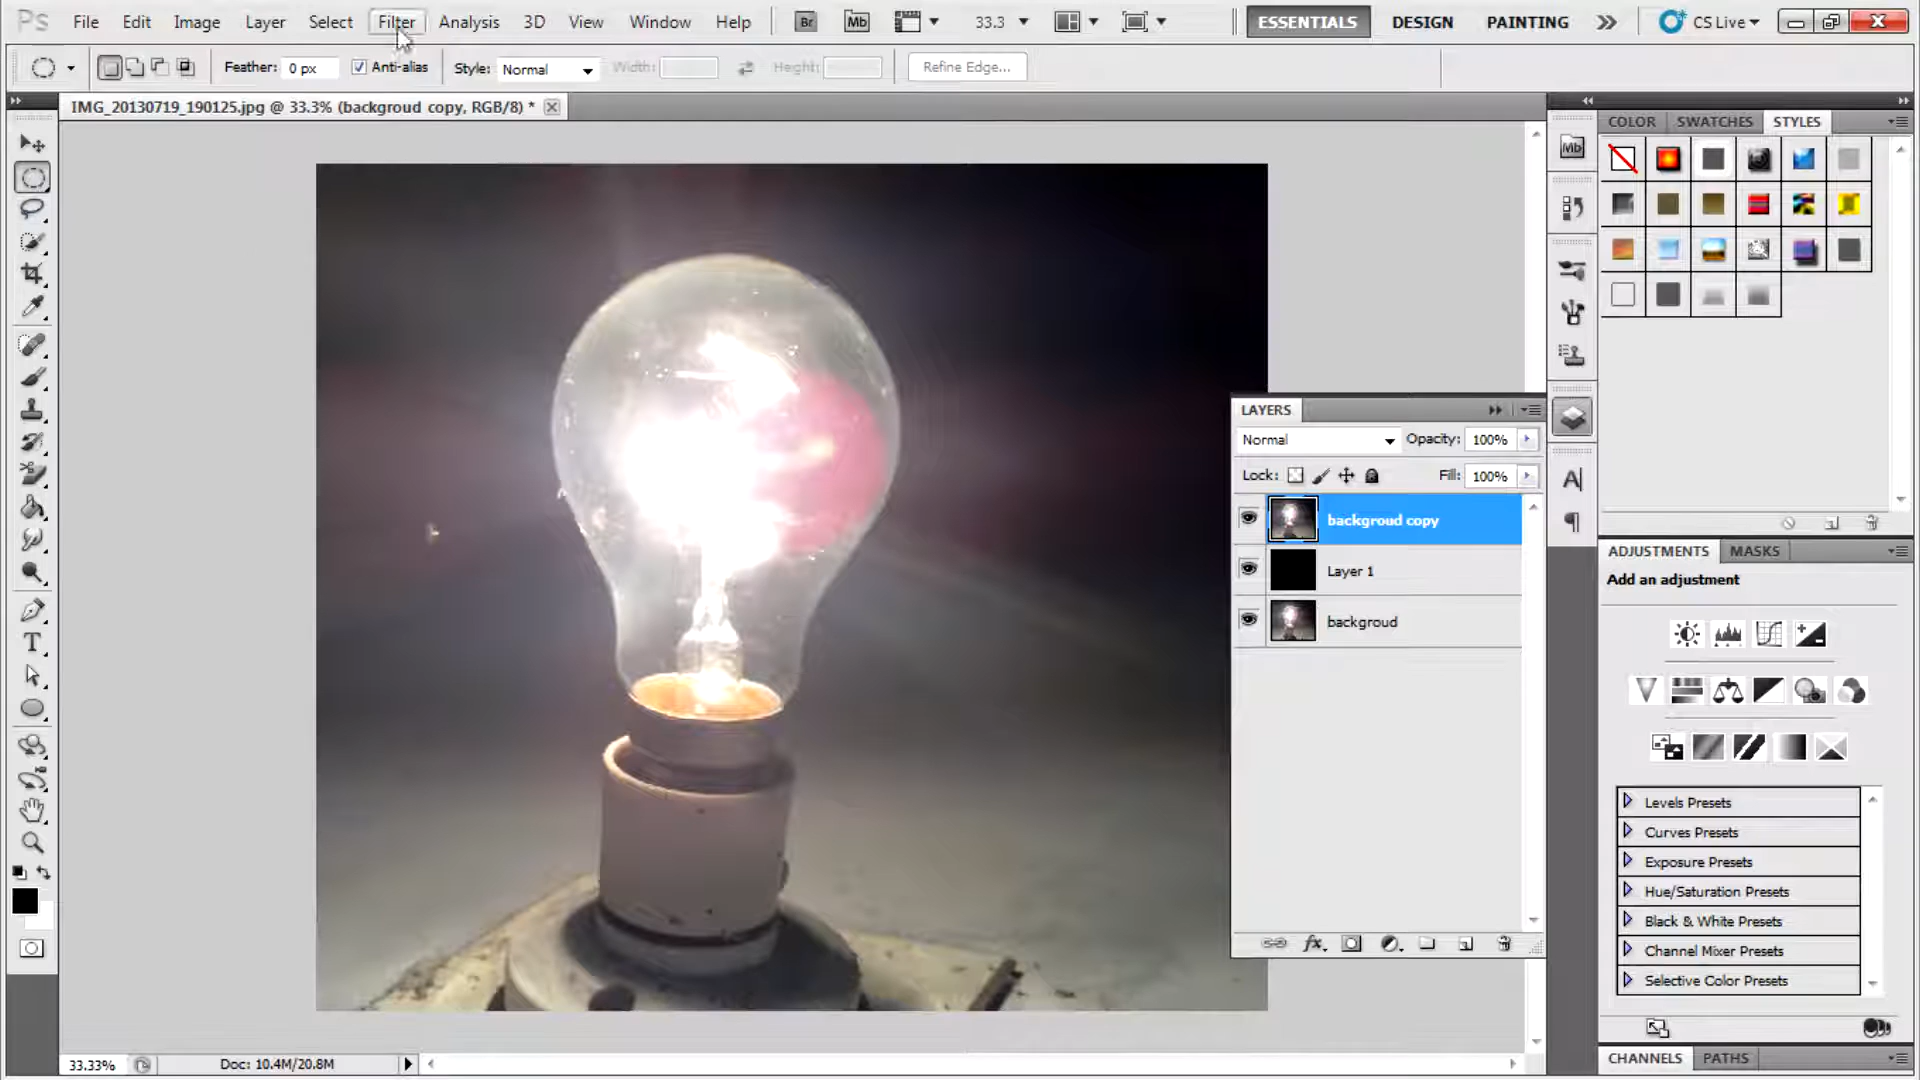 Ps File Edit Image Layer Select Filter Analysis 3D View Window Help Br Mb 33.3 ESSENTIALS DESIGN PAINTING CS Live
Feather: 0 px Anti-alias Style: Normal Width: Height: Refine Edge...
IMG_20130719_190125.jpg @ 33.3% (backgroud copy, RGB/8) *
COLOR SWATCHES STYLES
Mb
LAYERS
Normal Opacity: 100%
Lock: Fill: 100%
backgroud copy
Layer 1
backgroud
ADJUSTMENTS MASKS
Add an adjustment
Levels Presets
Curves Presets
Exposure Presets
Hue/Saturation Presets
Black & White Presets
Channel Mixer Presets
Selective Color Presets
CHANNELS PATHS
33.33% Doc: 10.4M/20.8M